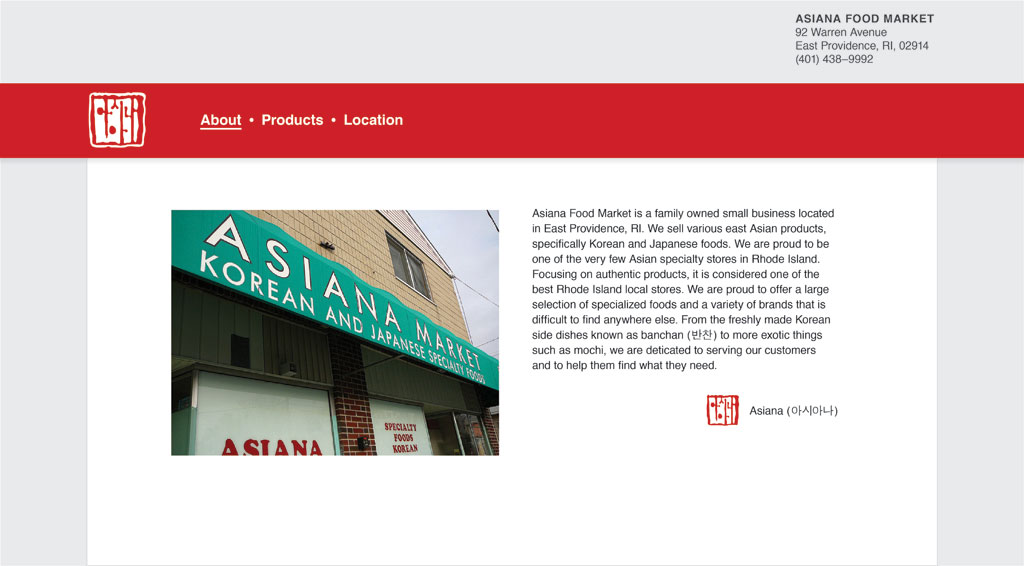 ASIANA FOOD MARKET
92 Warren Avenue
East Providence, RI, 02914
(401) 438–9992
About • Products • Location
ASIANA MARKET
KOREAN AND JAPANESE SPECIALTY FOODS
ASIANA
SPECIALTY
FOODS
KOREAN
Asiana Food Market is a family owned small business located
in East Providence, RI. We sell various east Asian products,
specifically Korean and Japanese foods. We are proud to be
one of the very few Asian specialty stores in Rhode Island.
Focusing on authentic products, it is considered one of the
best Rhode Island local stores. We are proud to offer a large
selection of specialized foods and a variety of brands that is
difficult to find anywhere else. From the freshly made Korean
side dishes known as banchan (반찬) to more exotic things
such as mochi, we are deticated to serving our customers
and to help them find what they need.
Asiana (아시아나)